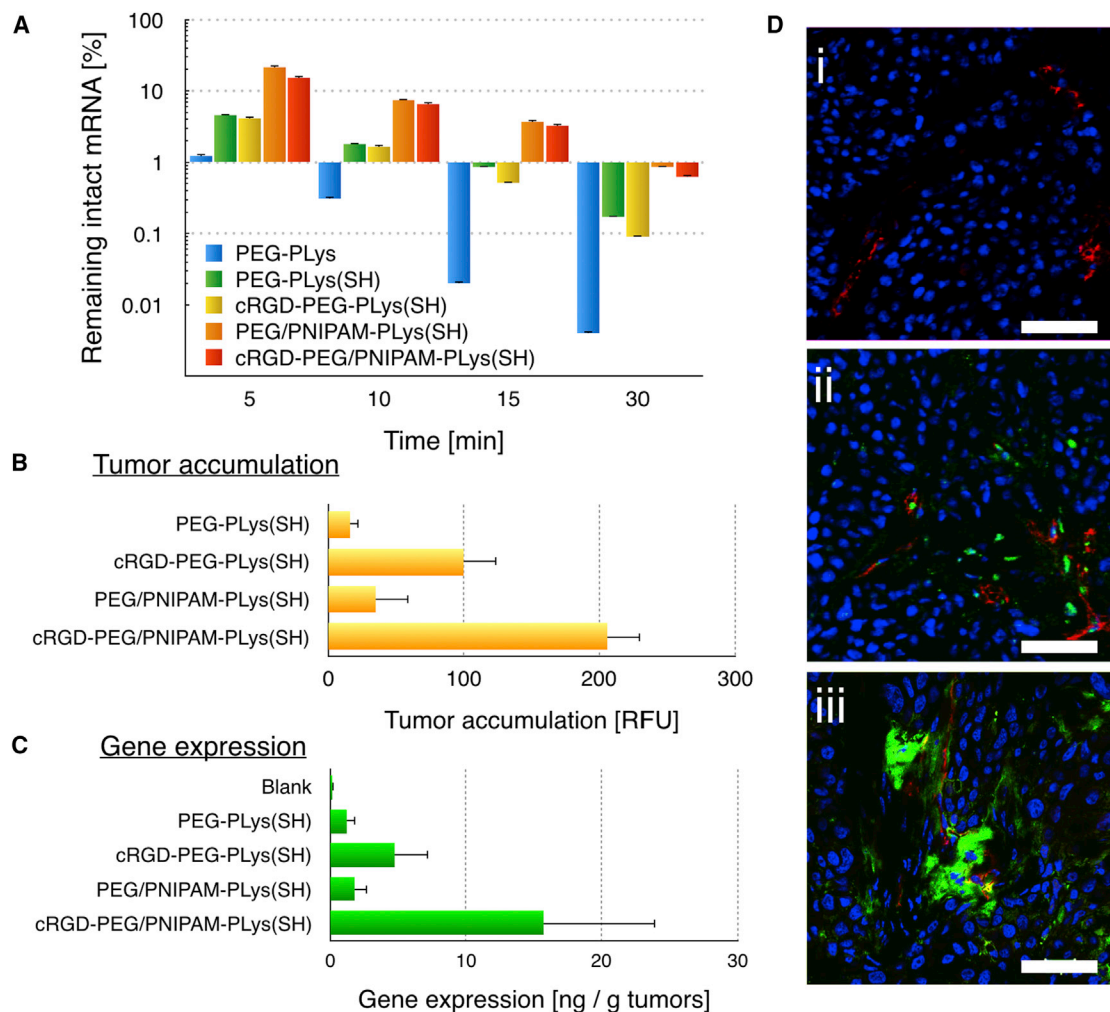 A
Remaining intact mRNA [%]
100
10
1
0.1
0.01
PEG-PLys
PEG-PLys(SH)
cRGD-PEG-PLys(SH)
PEG/PNIPAM-PLys(SH)
cRGD-PEG/PNIPAM-PLys(SH)
5 10 15 30
Time [min]
B
Tumor accumulation
PEG-PLys(SH)
cRGD-PEG-PLys(SH)
PEG/PNIPAM-PLys(SH)
cRGD-PEG/PNIPAM-PLys(SH)
0 100 200 300
Tumor accumulation [RFU]
C
Gene expression
Blank
PEG-PLys(SH)
cRGD-PEG-PLys(SH)
PEG/PNIPAM-PLys(SH)
cRGD-PEG/PNIPAM-PLys(SH)
0 10 20 30
Gene expression [ng / g tumors]
D
i
ii
iii